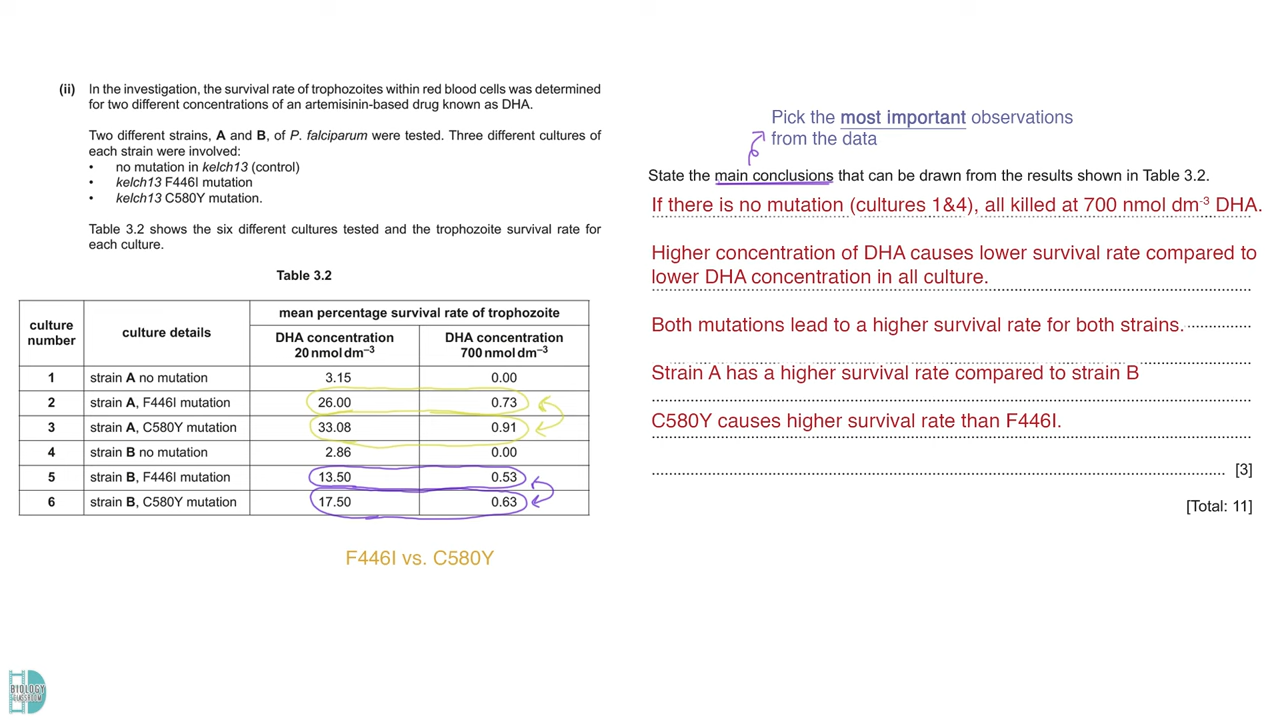 (ii) In the investigation, the survival rate of trophozoites within red blood cells was determined
for two different concentrations of an artemisinin-based drug known as DHA.
Two different strains, A and B, of P. falciparum were tested. Three different cultures of
each strain were involved:
• no mutation in kelch13 (control)
• kelch13 F446I mutation
• kelch13 C580Y mutation.
Table 3.2 shows the six different cultures tested and the trophozoite survival rate for
each culture.
Table 3.2
culture number | culture details | mean percentage survival rate of trophozoite
DHA concentration 20 nmol dm–3 | DHA concentration 700 nmol dm–3
1 | strain A no mutation | 3.15 | 0.00
2 | strain A, F446I mutation | 26.00 | 0.73
3 | strain A, C580Y mutation | 33.08 | 0.91
4 | strain B no mutation | 2.86 | 0.00
5 | strain B, F446I mutation | 13.50 | 0.53
6 | strain B, C580Y mutation | 17.50 | 0.63
F446I vs. C580Y
Pick the most important observations
from the data
State the main conclusions that can be drawn from the results shown in Table 3.2.
If there is no mutation (cultures 1&4), all killed at 700 nmol dm-3 DHA.
Higher concentration of DHA causes lower survival rate compared to
lower DHA concentration in all culture.
Both mutations lead to a higher survival rate for both strains.
Strain A has a higher survival rate compared to strain B
C580Y causes higher survival rate than F446I.
[3]
[Total: 11]
BIOLOGY
CLASSROOM